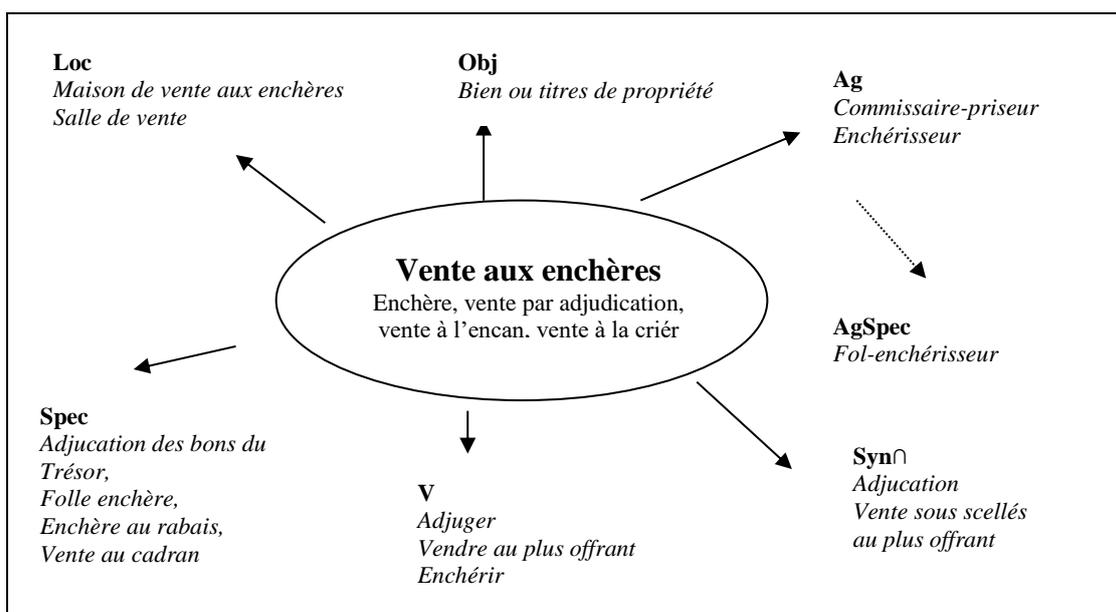 Loc
Maison de vente aux enchères
Salle de vente
Obj
Bien ou titres de propriété
Ag
Commissaire-priseur
Enchérisseur
Vente aux enchères
Enchère, vente par adjudication,
vente à l’encan. vente à la criér
AgSpec
Fol-enchérisseur
Spec
Adjucation des bons du
Trésor,
Folle enchère,
Enchère au rabais,
Vente au cadran
V
Adjuger
Vendre au plus offrant
Enchérir
Syn∩
Adjucation
Vente sous scellés
au plus offrant